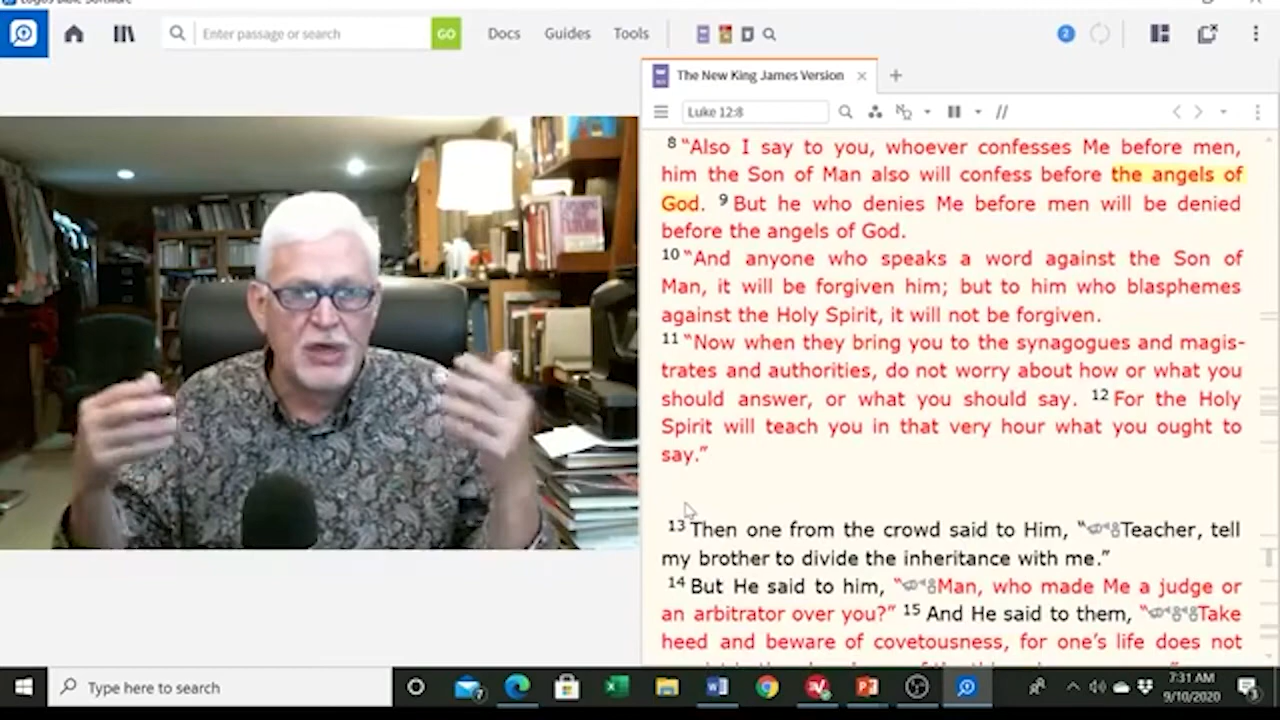 Logos Bible Software
Enter passage or search
GO
Docs
Guides
Tools
2
The New King James Version
Luke 12:8
8 “Also I say to you, whoever confesses Me before men,
him the Son of Man also will confess before the angels of
God. 9 But he who denies Me before men will be denied
before the angels of God.
10 “And anyone who speaks a word against the Son of
Man, it will be forgiven him; but to him who blasphemes
against the Holy Spirit, it will not be forgiven.
11 “Now when they bring you to the synagogues and magis-
trates and authorities, do not worry about how or what you
should answer, or what you should say. 12 For the Holy
Spirit will teach you in that very hour what you ought to
say.”
13 Then one from the crowd said to Him, “Teacher, tell
my brother to divide the inheritance with me.”
14 But He said to him, “Man, who made Me a judge or
an arbitrator over you?” 15 And He said to them, “Take
heed and beware of covetousness, for one’s life does not
Type here to search
7
7:31 AM
9/10/2020
3